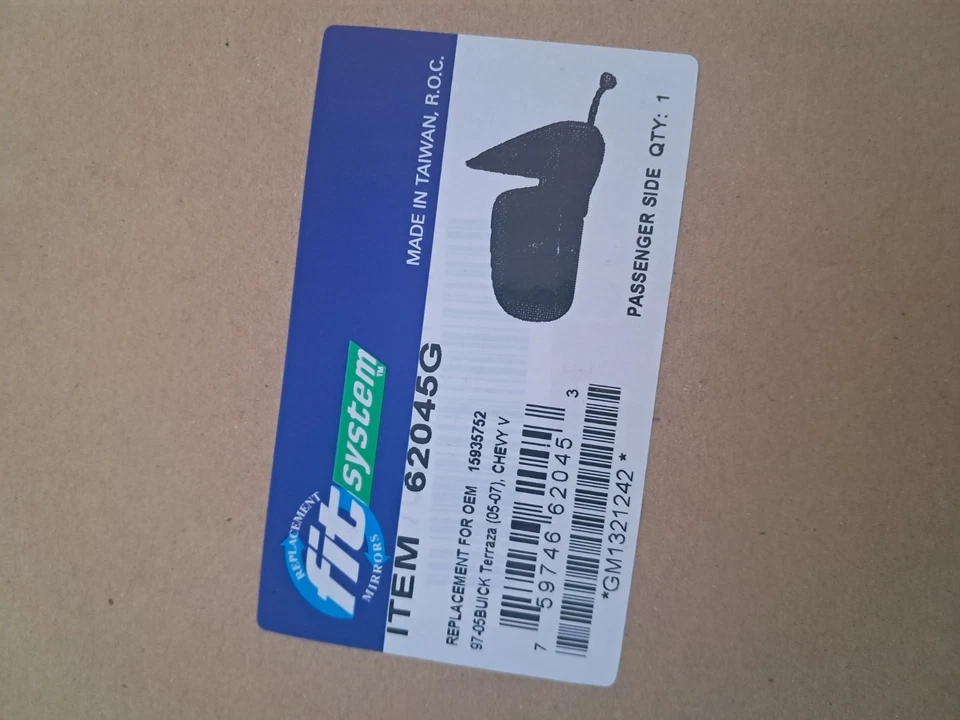 REPLACEMENT
fit system™
MIRRORS
MADE IN TAIWAN, R.O.C.
ITEM 62045G
REPLACEMENT FOR OEM 15935752
97-05BUICK Terraza (05-07), CHEVY V
7 59746 62045 3
*GM1321242*
PASSENGER SIDE QTY: 1